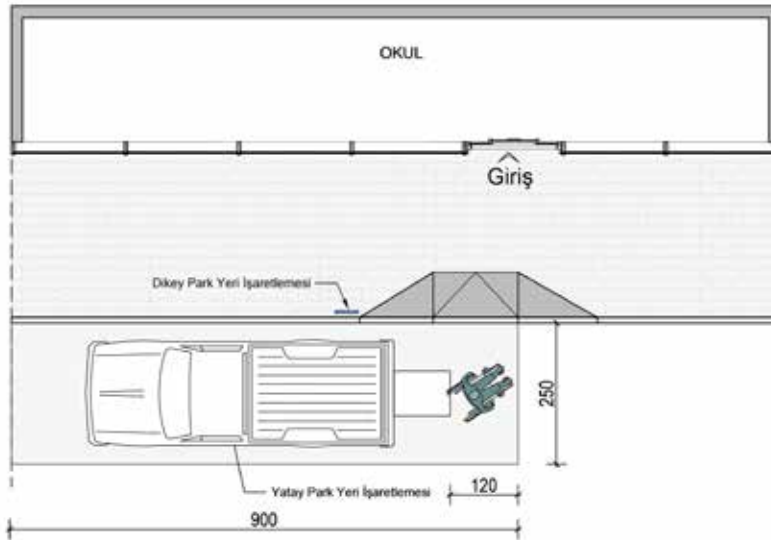 OKUL
Giriş
Dikey Park Yeri İşaretlemesi
250
Yatay Park Yeri İşaretlemesi
120
900